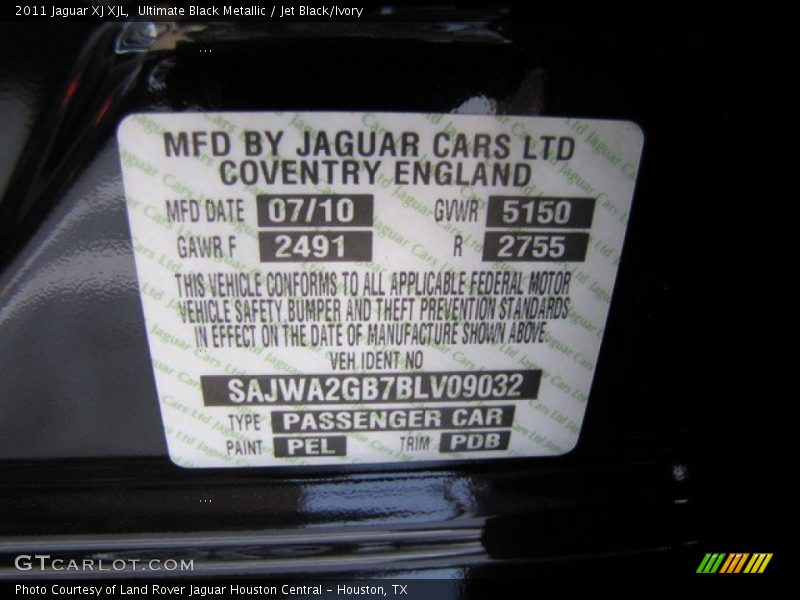 2011 Jaguar XJ XJL, Ultimate Black Metallic / Jet Black/Ivory
MFD BY JAGUAR CARS LTD
COVENTRY ENGLAND
MFD DATE 07/10 GVWR 5150
GAWR F 2491 R 2755
THIS VEHICLE CONFORMS TO ALL APPLICABLE FEDERAL MOTOR
VEHICLE SAFETY, BUMPER AND THEFT PREVENTION STANDARDS
IN EFFECT ON THE DATE OF MANUFACTURE SHOWN ABOVE.
VEH IDENT NO
SAJWA2GB7BLV09032
TYPE PASSENGER CAR
PAINT PEL TRIM PDB
GTCARLOT.COM
Photo Courtesy of Land Rover Jaguar Houston Central - Houston, TX